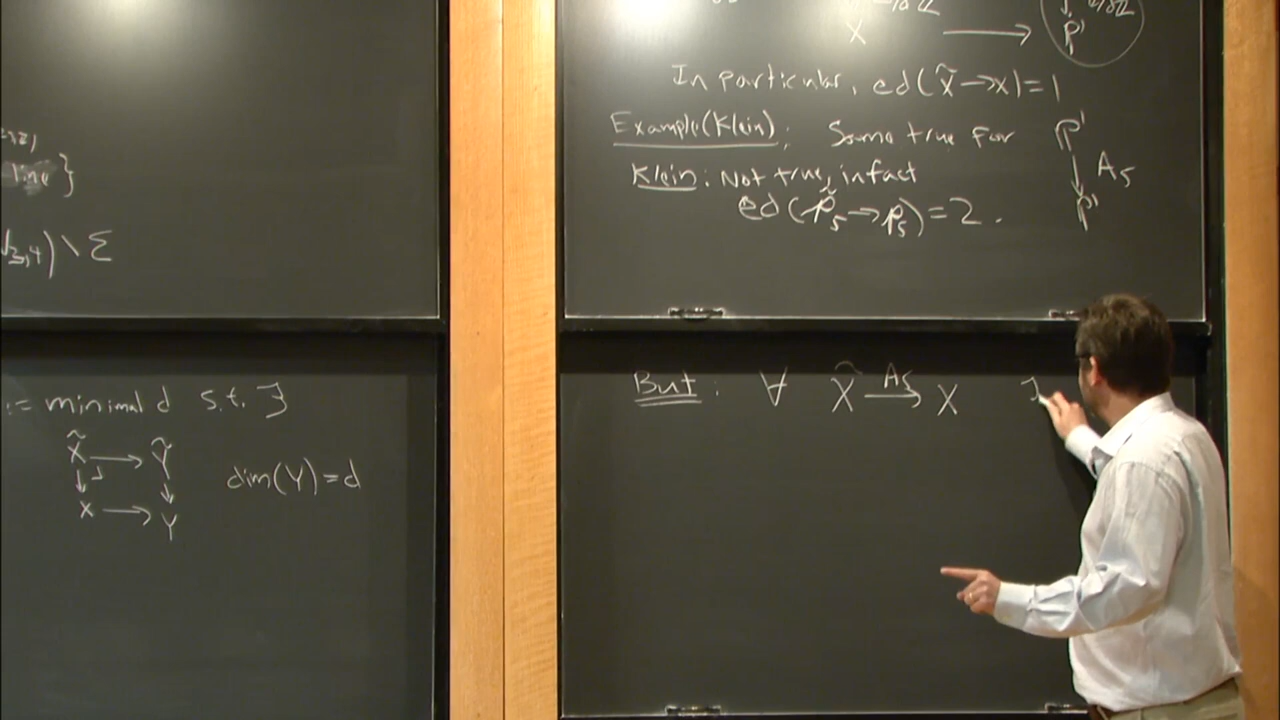 line }
) \ Σ
:= minimal d s.t. ∃
X̃ → Ỹ
dim(Y) = d
X → Y
X → P¹
In particular, ed(X̃ → X) = 1
Example (Klein): Same true for P¹
Klein: Not true, in fact A₅
ed(P̃₅ → P₅) = 2. P¹
But: ∀ X̃ A₅ → X ∃